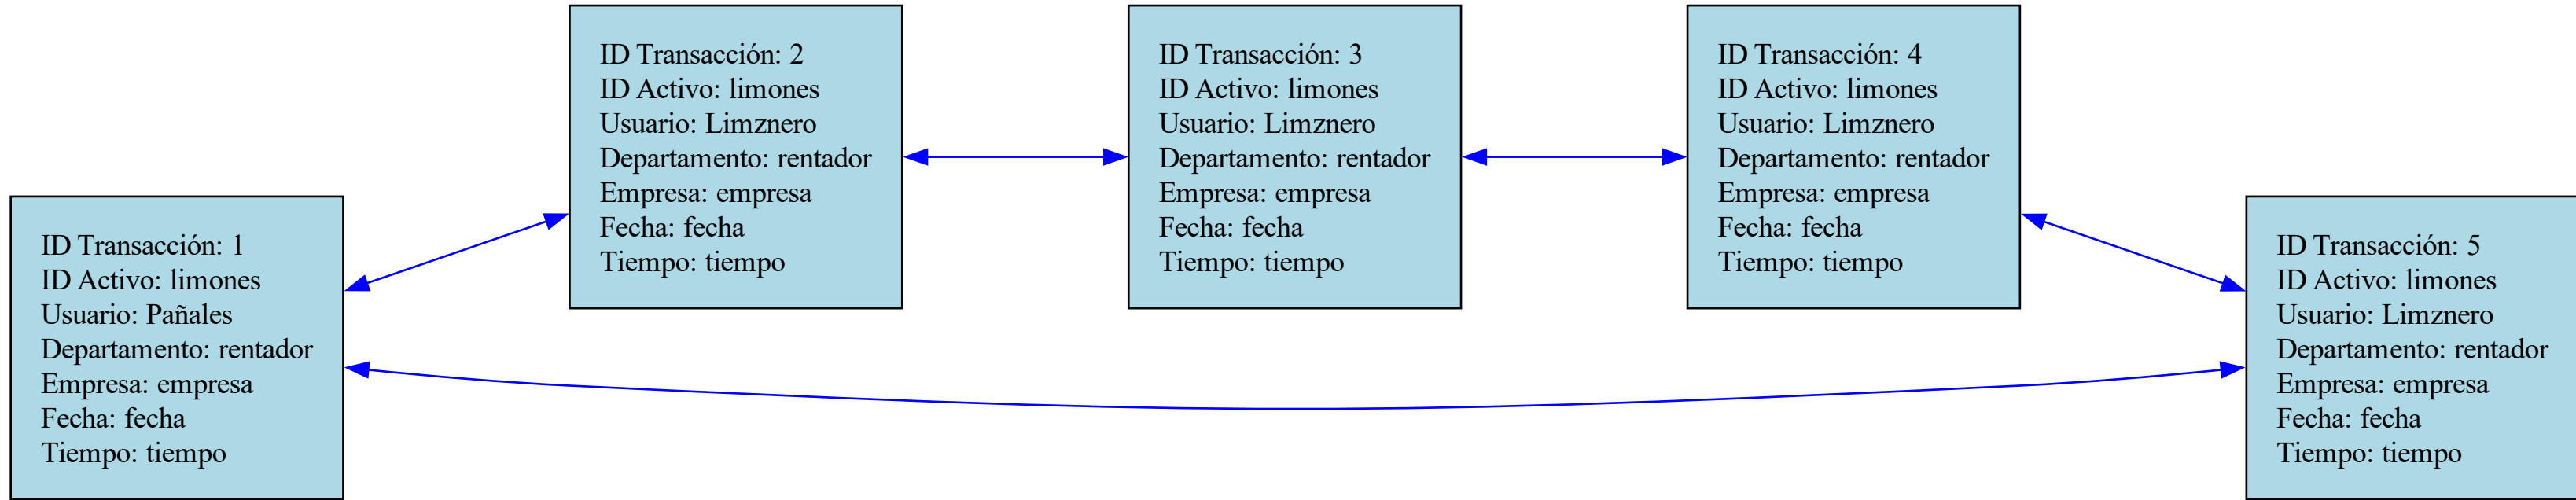 ID Transacción: 1
ID Activo: limones
Usuario: Pañales
Departamento: rentador
Empresa: empresa
Fecha: fecha
Tiempo: tiempo
ID Transacción: 2
ID Activo: limones
Usuario: Limznero
Departamento: rentador
Empresa: empresa
Fecha: fecha
Tiempo: tiempo
ID Transacción: 3
ID Activo: limones
Usuario: Limznero
Departamento: rentador
Empresa: empresa
Fecha: fecha
Tiempo: tiempo
ID Transacción: 4
ID Activo: limones
Usuario: Limznero
Departamento: rentador
Empresa: empresa
Fecha: fecha
Tiempo: tiempo
ID Transacción: 5
ID Activo: limones
Usuario: Limznero
Departamento: rentador
Empresa: empresa
Fecha: fecha
Tiempo: tiempo